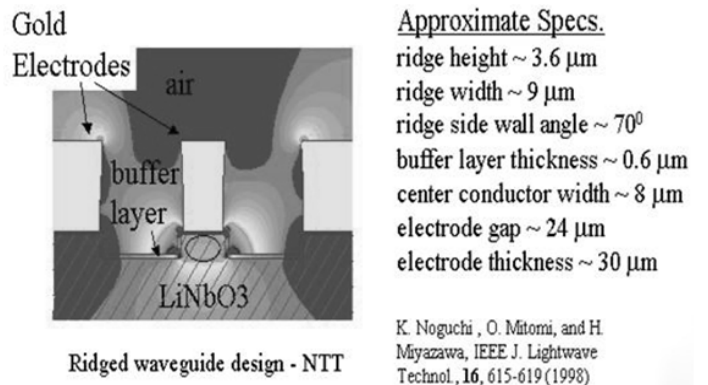 Gold
Electrodes
air
buffer
layer
LiNbO3
Ridged waveguide design - NTT
Approximate Specs.
ridge height ~ 3.6 μm
ridge width ~ 9 μm
ridge side wall angle ~ 70⁰
buffer layer thickness ~ 0.6 μm
center conductor width ~ 8 μm
electrode gap ~ 24 μm
electrode thickness ~ 30 μm
K. Noguchi , O. Mitomi, and H.
Miyazawa, IEEE J. Lightwave
Technol., 16, 615-619 (1998)